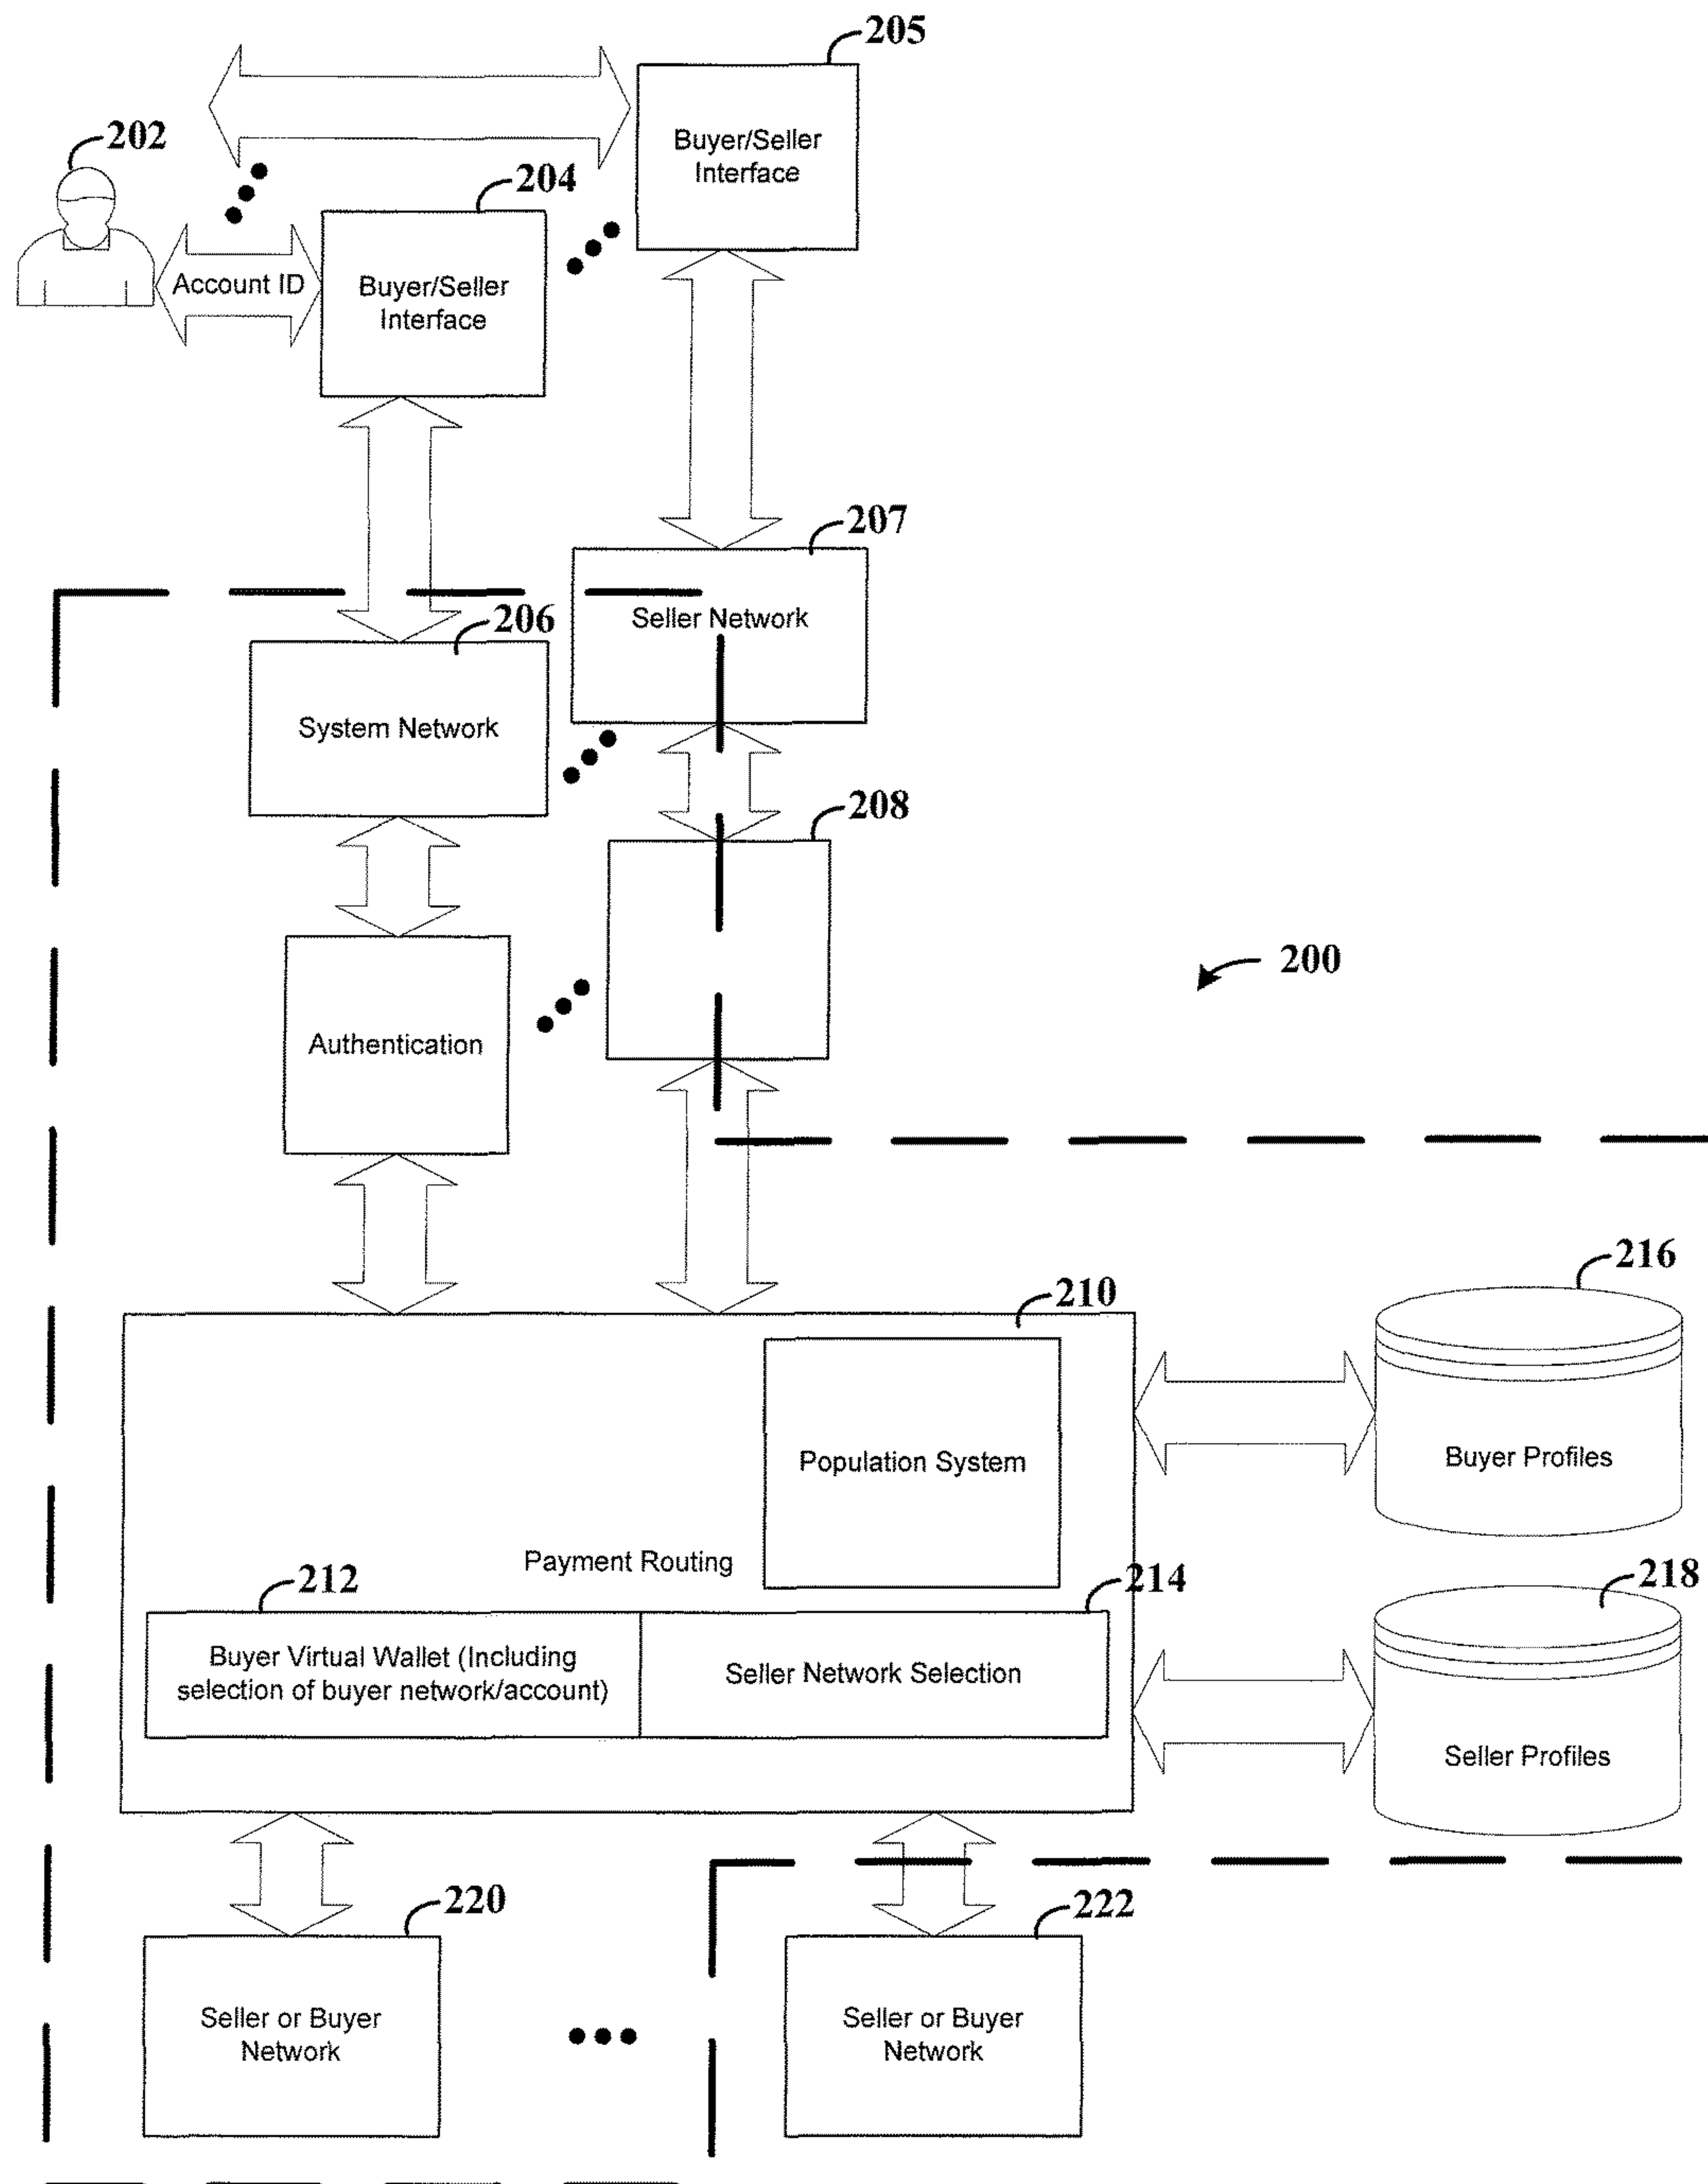 205
Buyer/Seller
Interface
202
204
Account ID
Buyer/Seller
Interface
207
Seller Network
206
System Network
208
200
Authentication
216
210
Population System
Buyer Profiles
Payment Routing
212
214
218
Buyer Virtual Wallet (Including
selection of buyer network/account)
Seller Network Selection
Seller Profiles
220
222
Seller or Buyer
Network
Seller or Buyer
Network